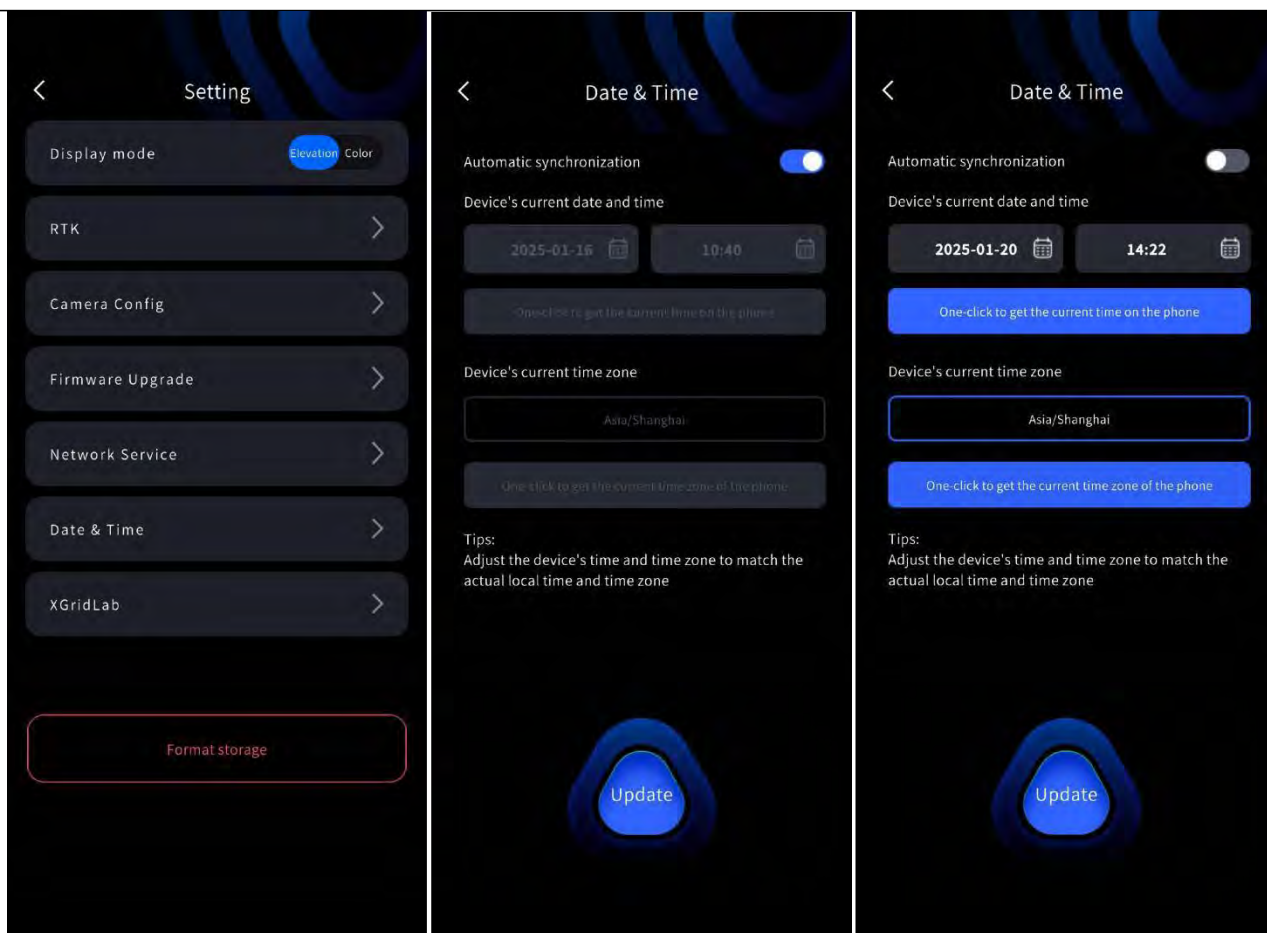 Setting
Display mode
Elevation Color
RTK
Camera Config
Firmware Upgrade
Network Service
Date & Time
XGridLab
Format storage
Date & Time
Automatic synchronization
Device's current date and time
2025-01-16 10:40
One-click to get the current time on the phone
Device's current time zone
Asia/Shanghai
One-click to get the current time zone of the phone
Tips:
Adjust the device's time and time zone to match the
actual local time and time zone
Update
Date & Time
Automatic synchronization
Device's current date and time
2025-01-20 14:22
One-click to get the current time on the phone
Device's current time zone
Asia/Shanghai
One-click to get the current time zone of the phone
Tips:
Adjust the device's time and time zone to match the
actual local time and time zone
Update